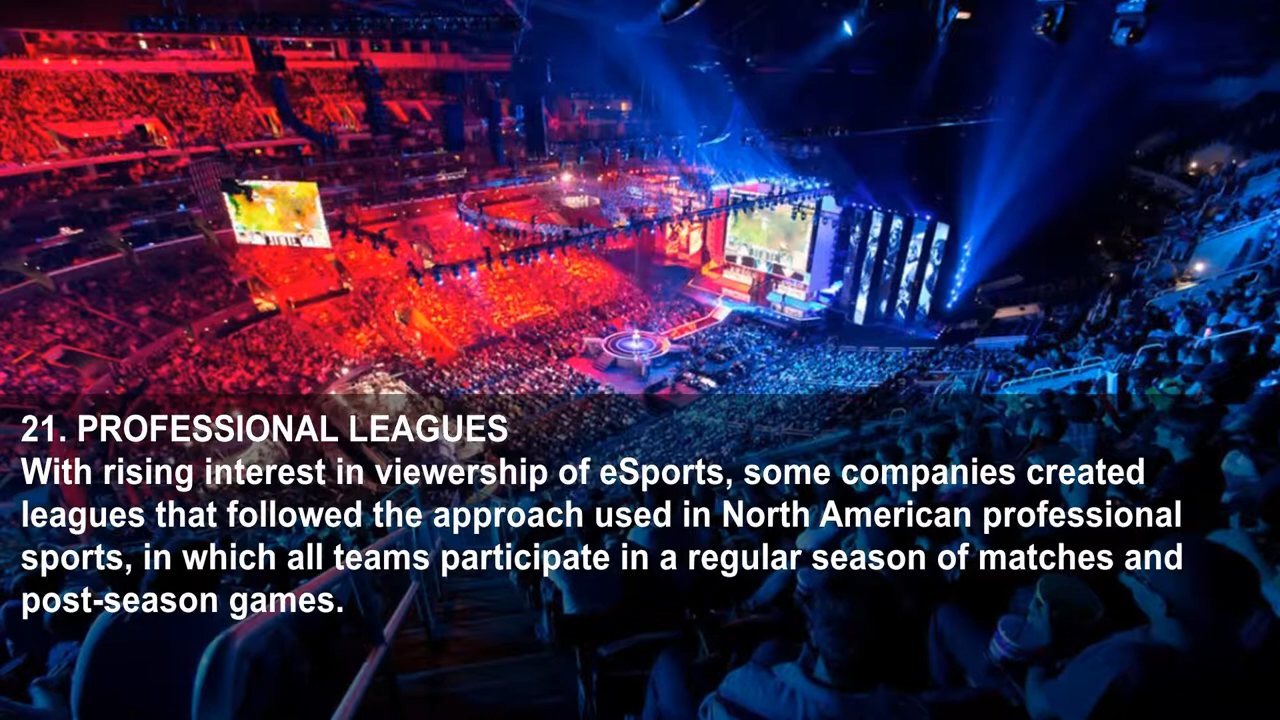 21. PROFESSIONAL LEAGUES
With rising interest in viewership of eSports, some companies created
leagues that followed the approach used in North American professional
sports, in which all teams participate in a regular season of matches and
post-season games.